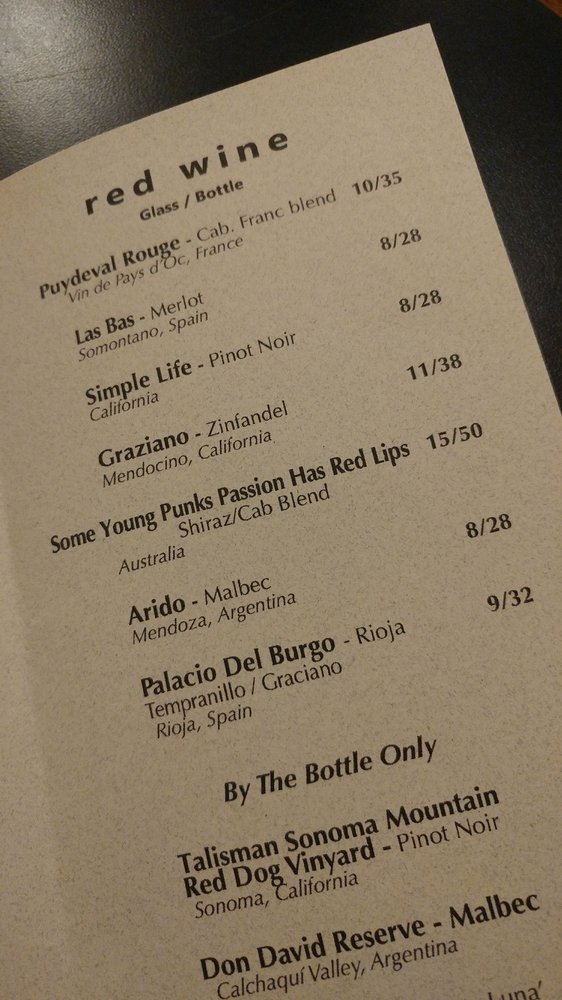 red wine
Glass / Bottle
Puydeval Rouge - Cab. Franc blend 10/35
Vin de Pays d'Oc, France
Las Bas - Merlot 8/28
Somontano, Spain
Simple Life - Pinot Noir 8/28
California
Graziano - Zinfandel 11/38
Mendocino, California
Some Young Punks Passion Has Red Lips 15/50
Shiraz/Cab Blend
Australia
Arido - Malbec 8/28
Mendoza, Argentina
Palacio Del Burgo - Rioja 9/32
Tempranillo / Graciano
Rioja, Spain
By The Bottle Only
Talisman Sonoma Mountain
Red Dog Vinyard - Pinot Noir
Sonoma, California
Don David Reserve - Malbec
Calchaquí Valley, Argentina
Luna'